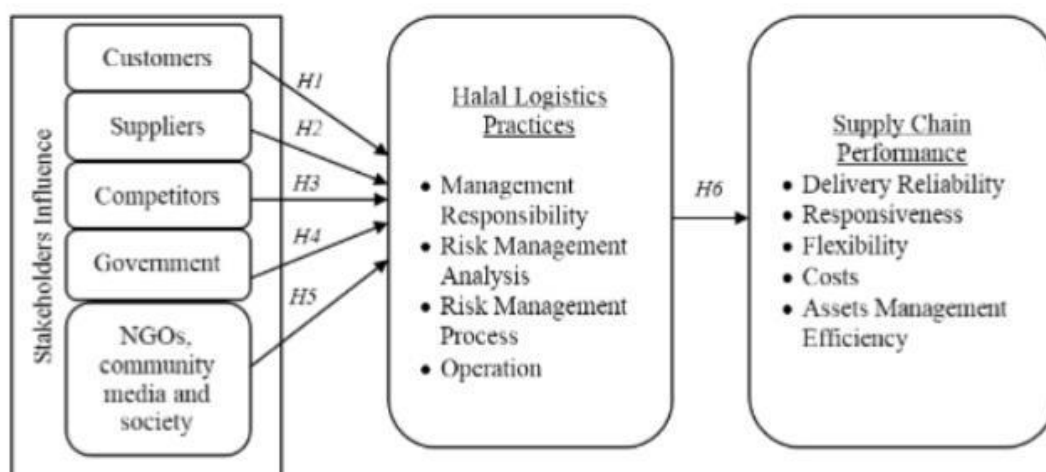 Stakeholders Influence
Customers
Suppliers
Competitors
Government
NGOs,
community
media and
society
H1
H2
H3
H4
H5
Halal Logistics
Practices
• Management
Responsibility
• Risk Management
Analysis
• Risk Management
Process
• Operation
H6
Supply Chain
Performance
• Delivery Reliability
• Responsiveness
• Flexibility
• Costs
• Assets Management
Efficiency